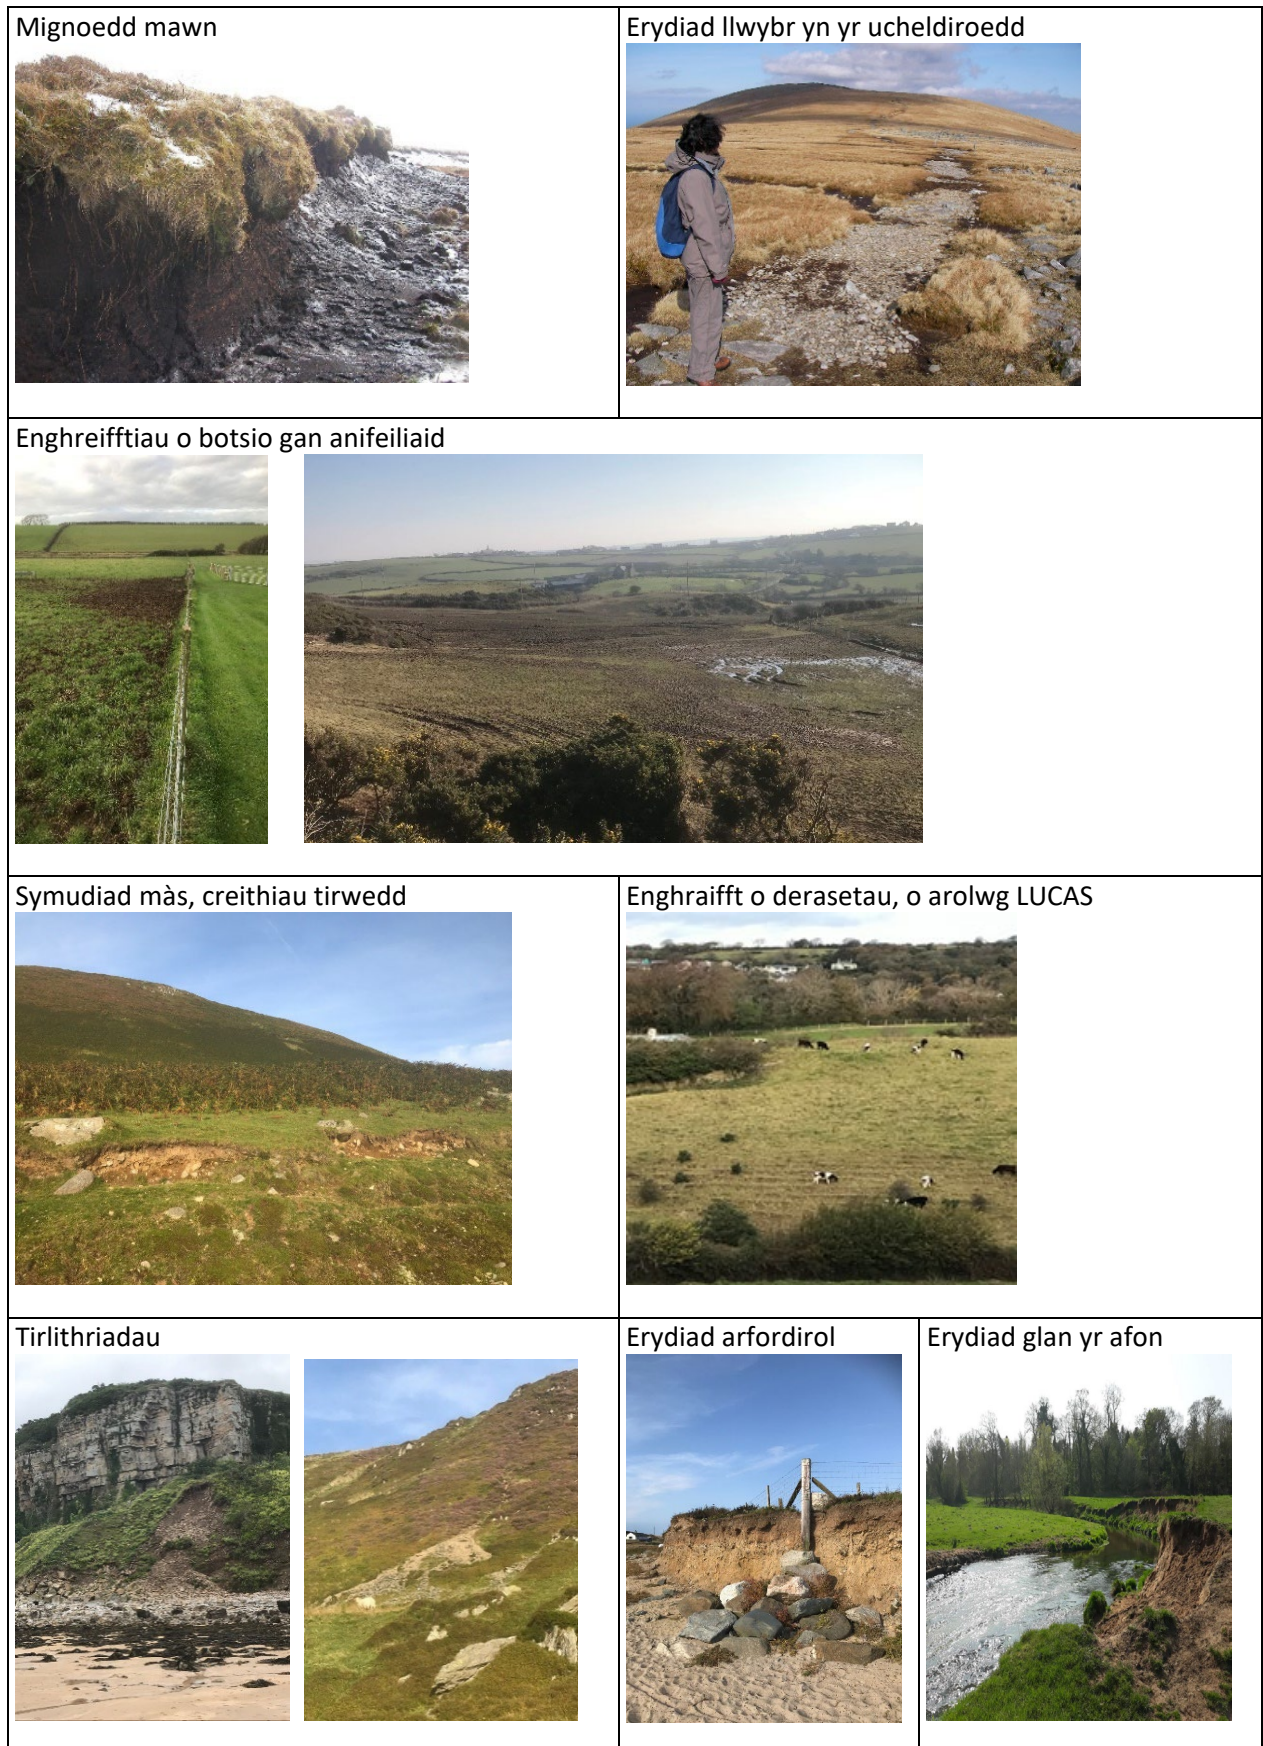 Mignoedd mawn
Erydiad llwybr yn yr ucheldiroedd
Enghreifftiau o botsio gan anifeiliaid
Symudiad màs, creithiau tirwedd
Enghraifft o derasetau, o arolwg LUCAS
Tirlithriadau
Erydiad arfordirol
Erydiad glan yr afon